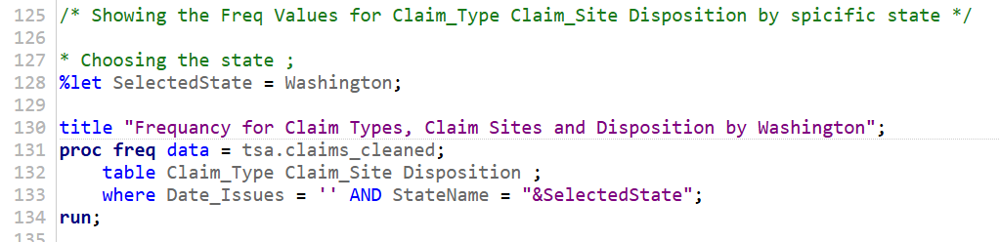 125 /* Showing the Freq Values for Claim_Type Claim_Site Disposition by spicific state */
126
127 * Choosing the state ;
128 %let SelectedState = Washington;
129
130 title "Frequancy for Claim Types, Claim Sites and Disposition by Washington";
131 proc freq data = tsa.claims_cleaned;
132 table Claim_Type Claim_Site Disposition ;
133 where Date_Issues = '' AND StateName = "&SelectedState";
134 run;
135